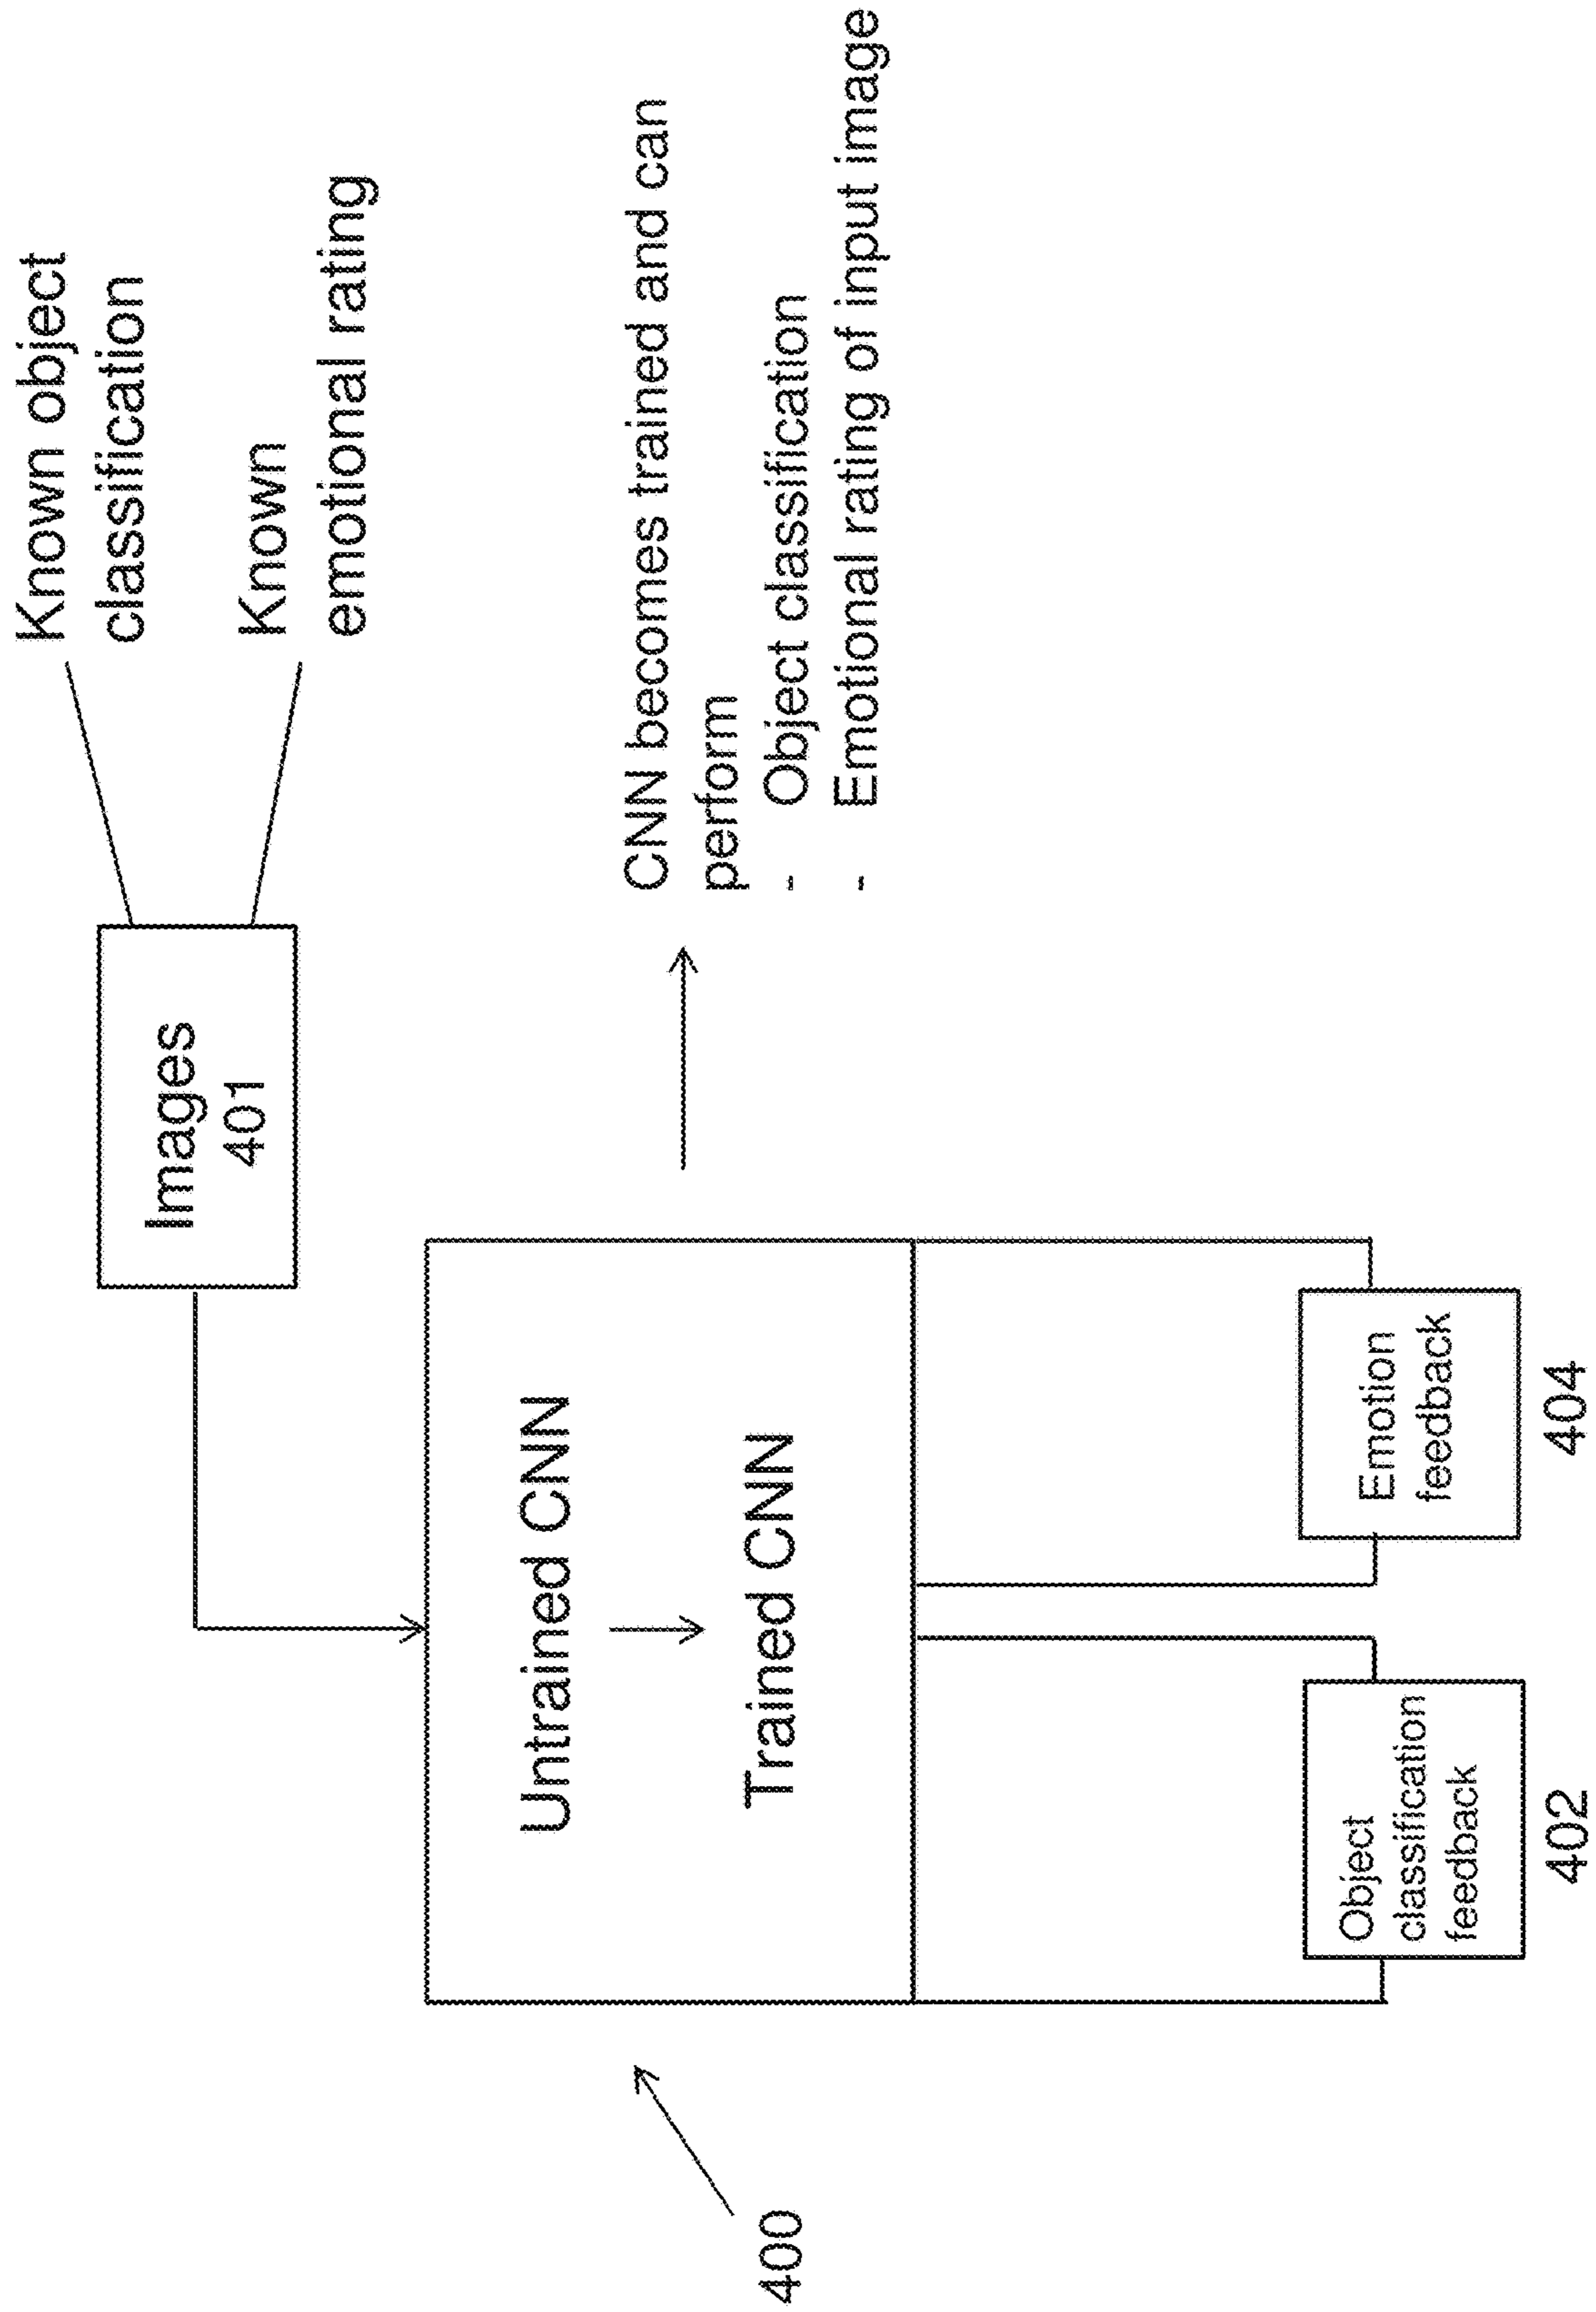 Known object
classification
Known
emotional rating
Images
401
Untrained CNN
Trained CNN
CNN becomes trained and can
perform
- Object classification
- Emotional rating of input image
400
Object
classification
feedback
402
Emotion
feedback
404